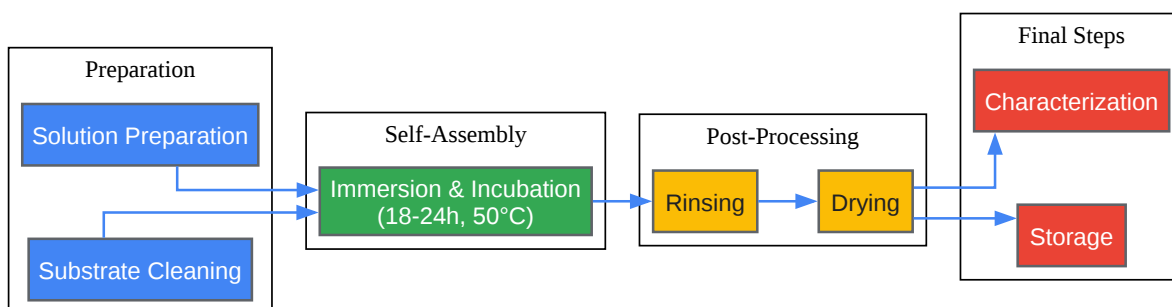 Preparation
Solution Preparation
Substrate Cleaning
Self-Assembly
Immersion & Incubation
(18-24h, 50°C)
Post-Processing
Rinsing
Drying
Final Steps
Characterization
Storage